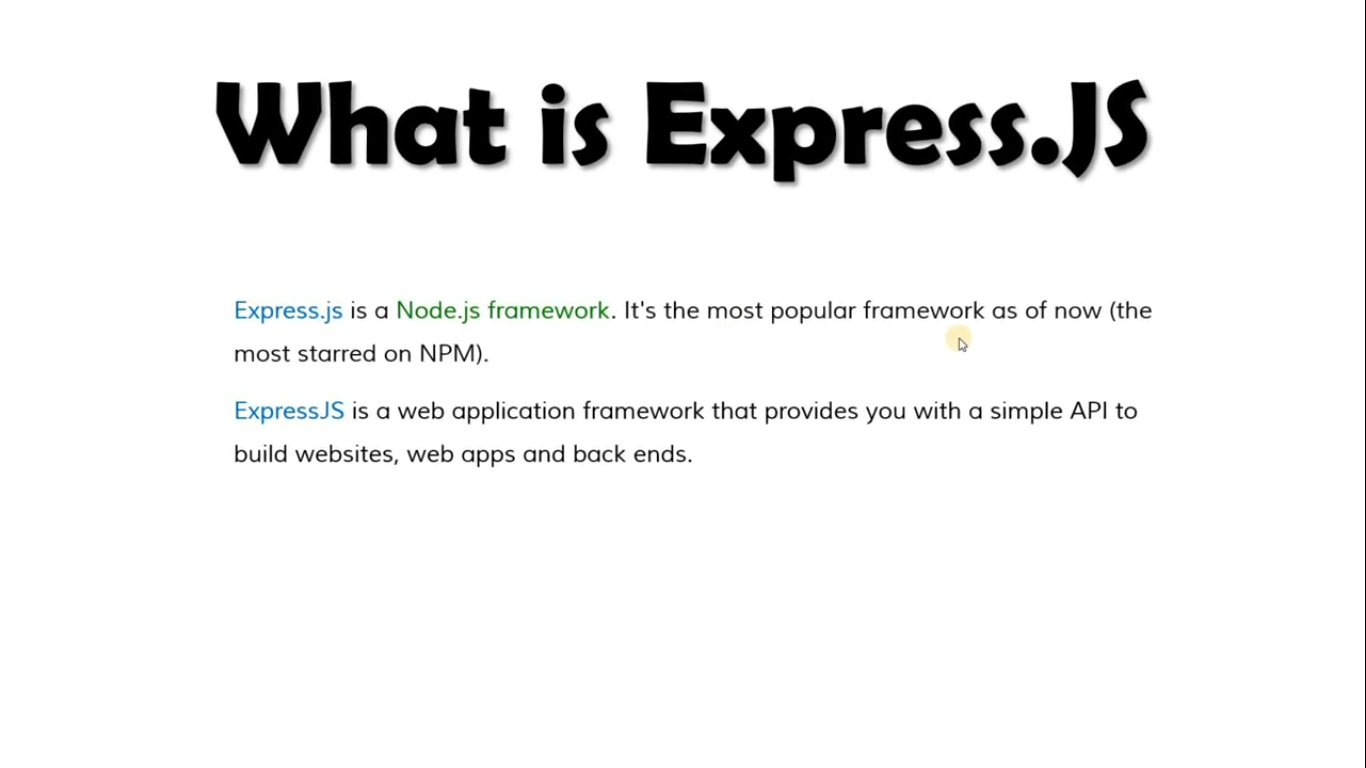 What is Express.JS
Express.js is a Node.js framework. It's the most popular framework as of now (the
most starred on NPM).
ExpressJS is a web application framework that provides you with a simple API to
build websites, web apps and back ends.